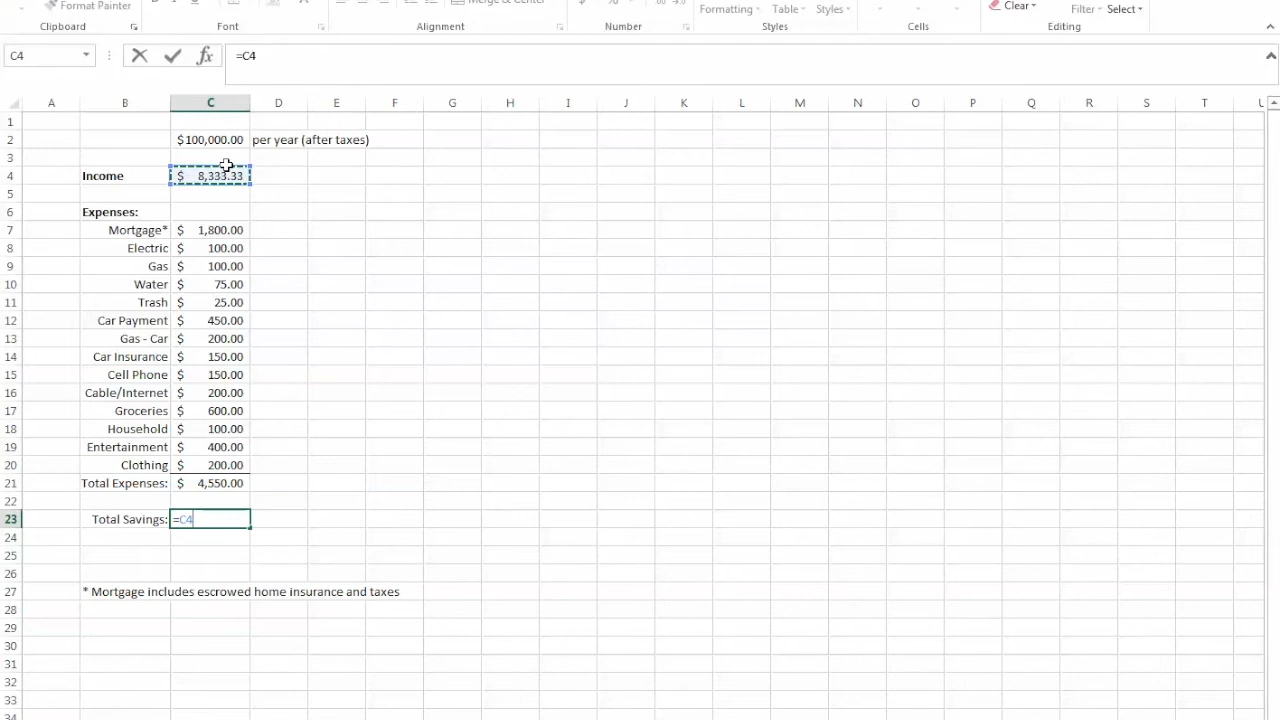 Format Painter
Merge & Center
$ %
Formatting Table Styles
Clear
Filter Select
Clipboard Font Alignment Number Styles Cells Editing
C4 fx =C4
A B C D E F G H I J K L M N O P Q R S T U
1
2 $100,000.00 per year (after taxes)
3
4 Income $ 8,333.33
5
6 Expenses:
7 Mortgage* $ 1,800.00
8 Electric $ 100.00
9 Gas $ 100.00
10 Water $ 75.00
11 Trash $ 25.00
12 Car Payment $ 450.00
13 Gas - Car $ 200.00
14 Car Insurance $ 150.00
15 Cell Phone $ 150.00
16 Cable/Internet $ 200.00
17 Groceries $ 600.00
18 Household $ 100.00
19 Entertainment $ 400.00
20 Clothing $ 200.00
21 Total Expenses: $ 4,550.00
22
23 Total Savings: =C4
24
25
26
27 * Mortgage includes escrowed home insurance and taxes
28
29
30
31
32
33
34